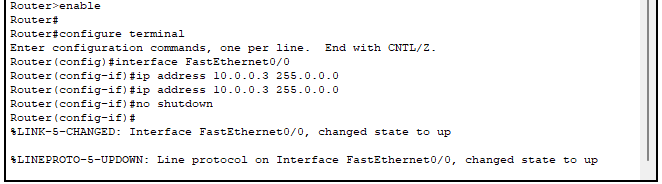 Router>enable
Router#
Router#configure terminal
Enter configuration commands, one per line.  End with CNTL/Z.
Router(config)#interface FastEthernet0/0
Router(config-if)#ip address 10.0.0.3 255.0.0.0
Router(config-if)#ip address 10.0.0.3 255.0.0.0
Router(config-if)#no shutdown
Router(config-if)#
%LINK-5-CHANGED: Interface FastEthernet0/0, changed state to up
%LINEPROTO-5-UPDOWN: Line protocol on Interface FastEthernet0/0, changed state to up